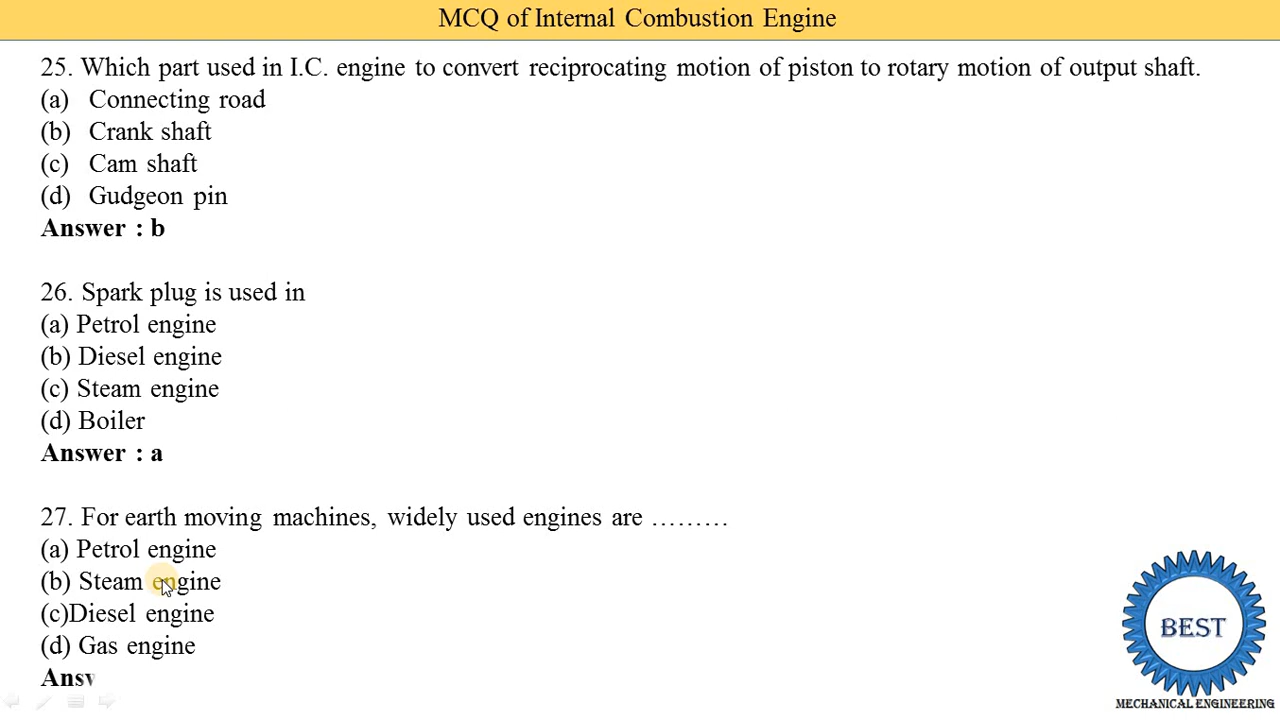 MCQ of Internal Combustion Engine
25. Which part used in I.C. engine to convert reciprocating motion of piston to rotary motion of output shaft.
(a) Connecting road
(b) Crank shaft
(c) Cam shaft
(d) Gudgeon pin
Answer : b
26. Spark plug is used in
(a) Petrol engine
(b) Diesel engine
(c) Steam engine
(d) Boiler
Answer : a
27. For earth moving machines, widely used engines are ………
(a) Petrol engine
(b) Steam engine
(c)Diesel engine
(d) Gas engine
BEST
MECHANICAL ENGINEERING